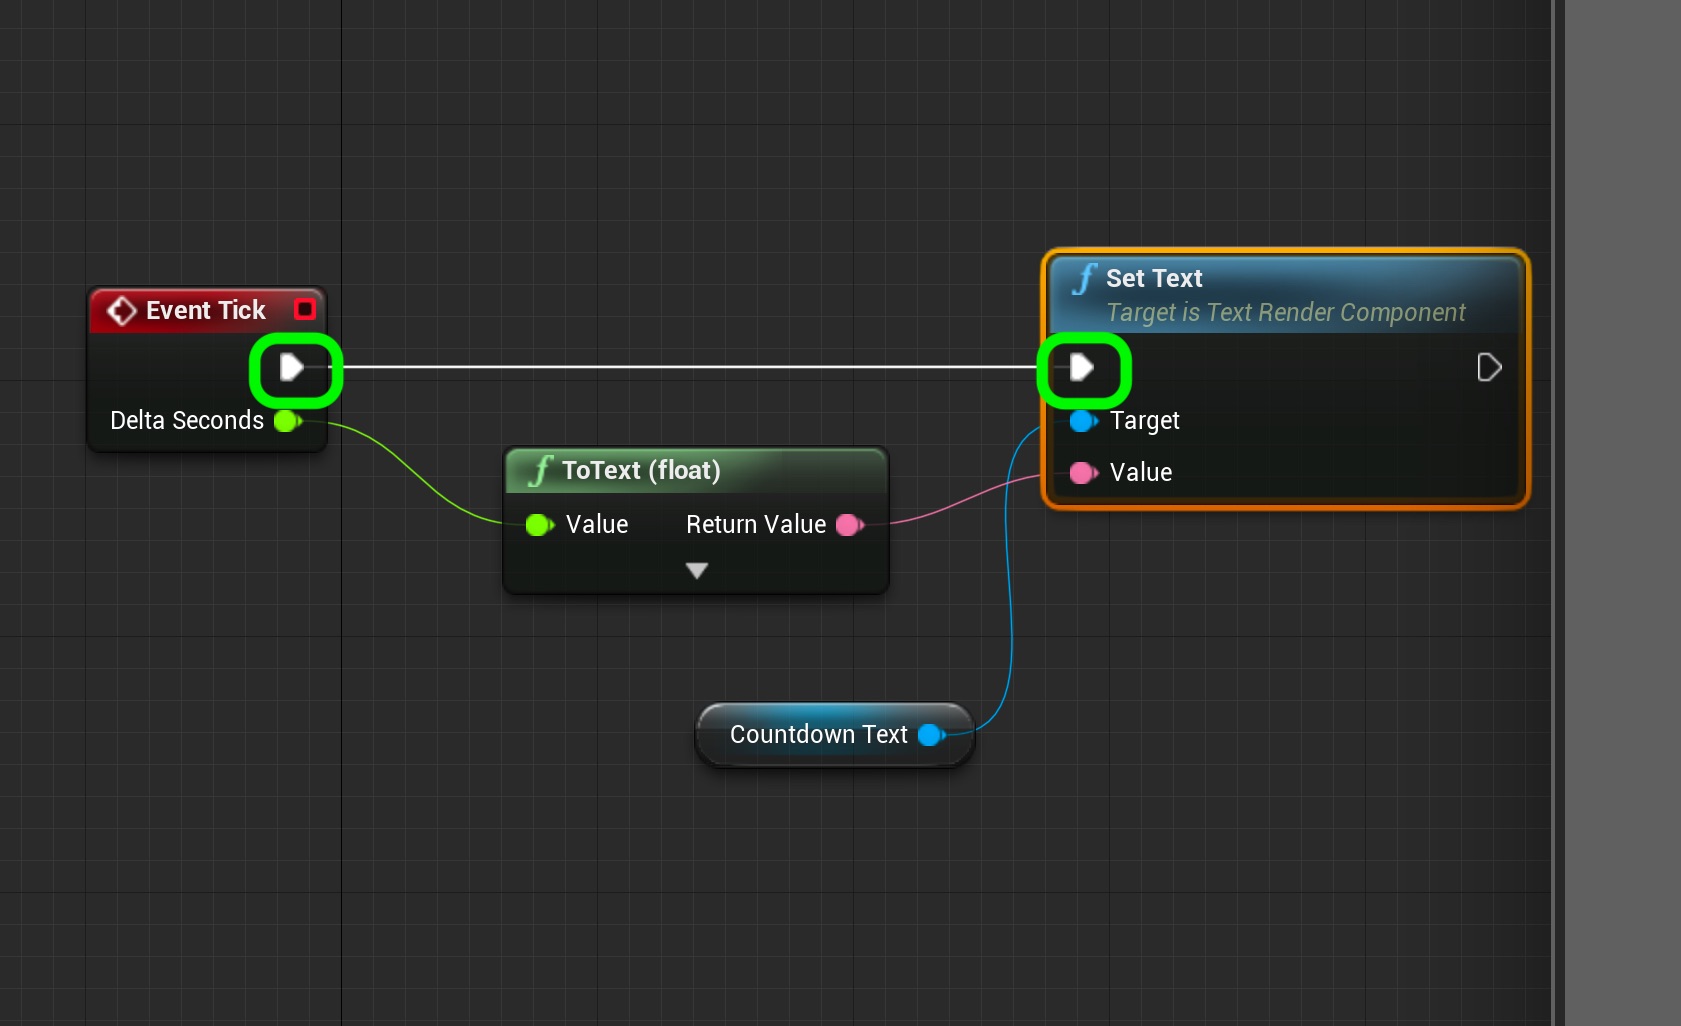 Event Tick
Delta Seconds
ToText (float)
Value
Return Value
Countdown Text
Set Text
Target is Text Render Component
Target
Value